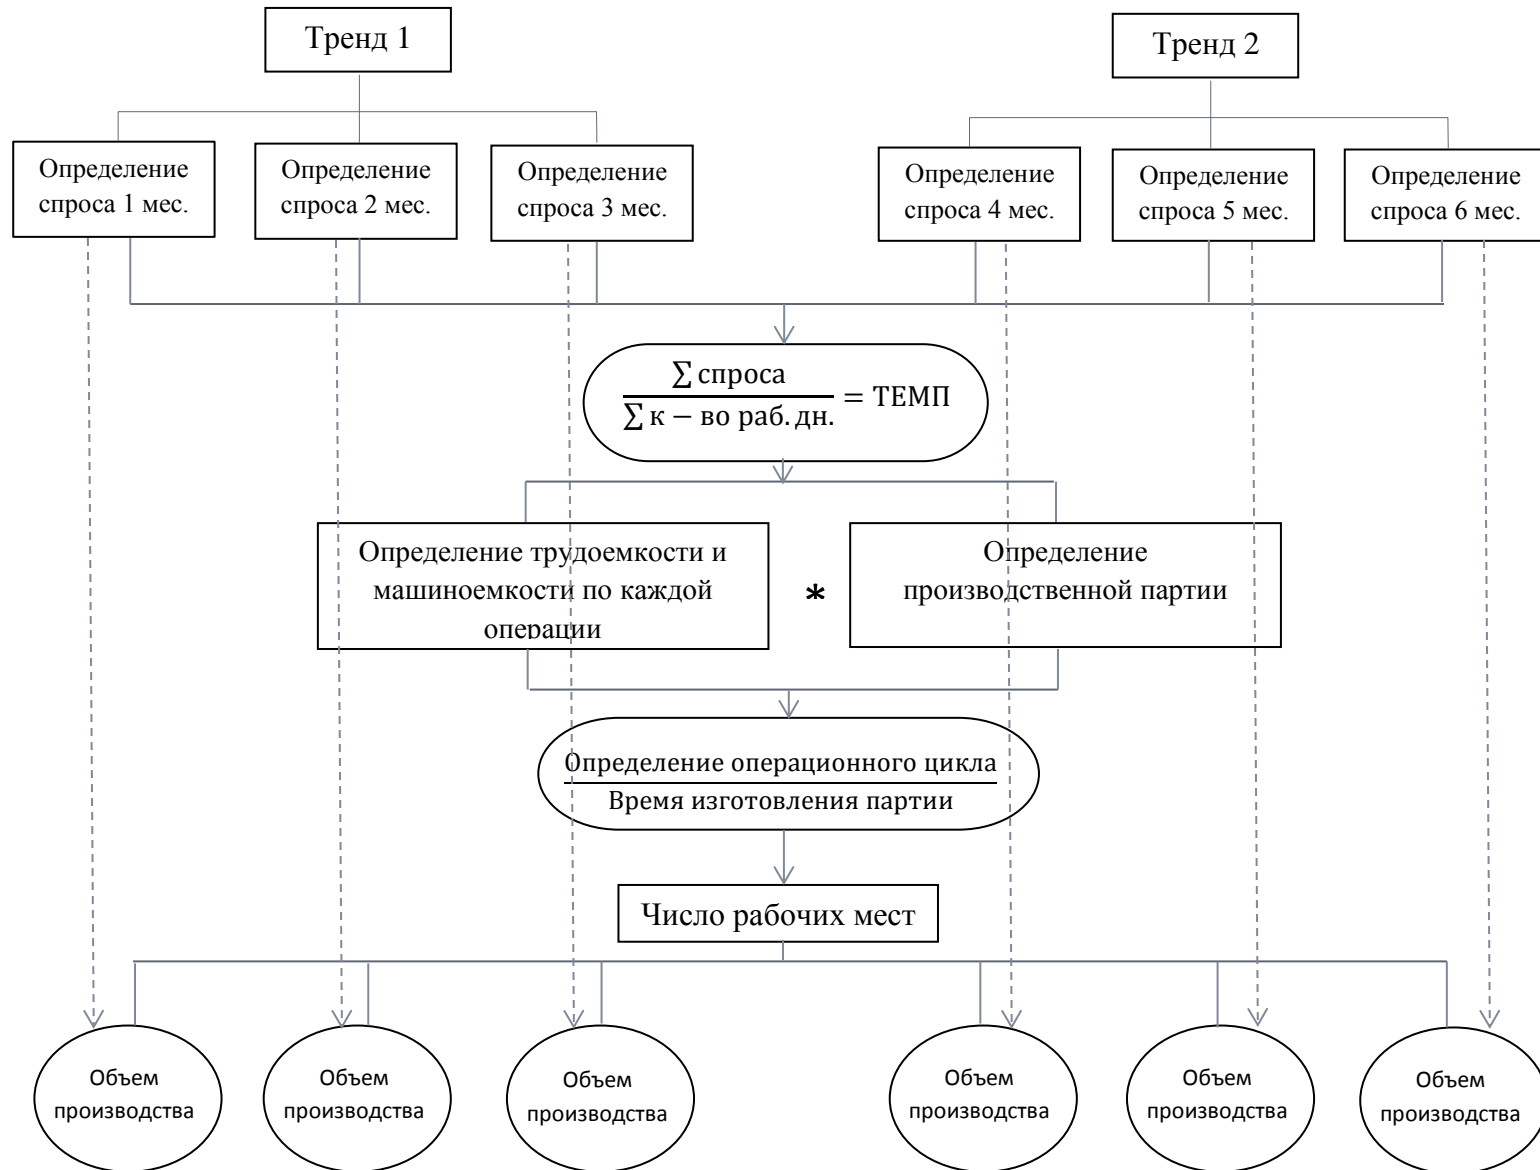 Тренд 1
Тренд 2
Определение
спроса 1 мес.
Определение
спроса 2 мес.
Определение
спроса 3 мес.
Определение
спроса 4 мес.
Определение
спроса 5 мес.
Определение
спроса 6 мес.
∑ спроса
∑ к − во раб. дн.
= ТЕМП
Определение трудоемкости и
машиноемкости по каждой
операции
*
Определение
производственной партии
Определение операционного цикла
Время изготовления партии
Число рабочих мест
Объем
производства
Объем
производства
Объем
производства
Объем
производства
Объем
производства
Объем
производства